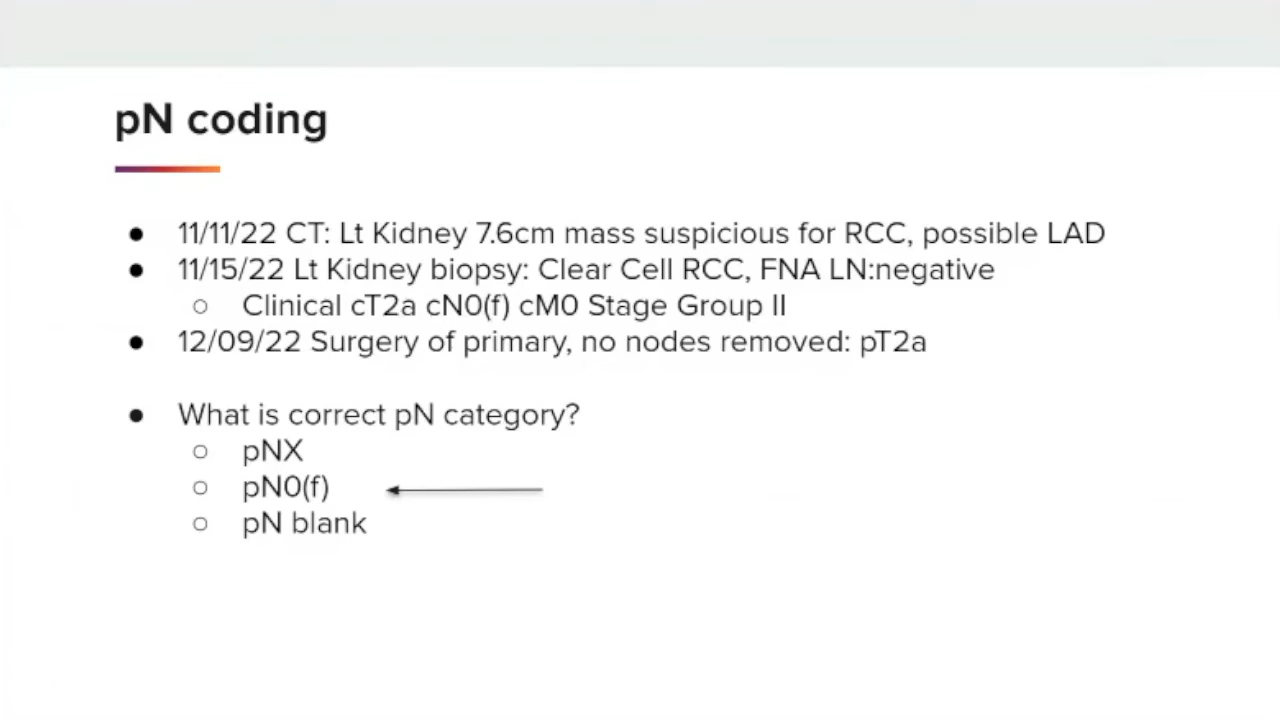 pN coding
● 11/11/22 CT: Lt Kidney 7.6cm mass suspicious for RCC, possible LAD
● 11/15/22 Lt Kidney biopsy: Clear Cell RCC, FNA LN:negative
○ Clinical cT2a cN0(f) cM0 Stage Group II
● 12/09/22 Surgery of primary, no nodes removed: pT2a
● What is correct pN category?
○ pNX
○ pN0(f)
○ pN blank